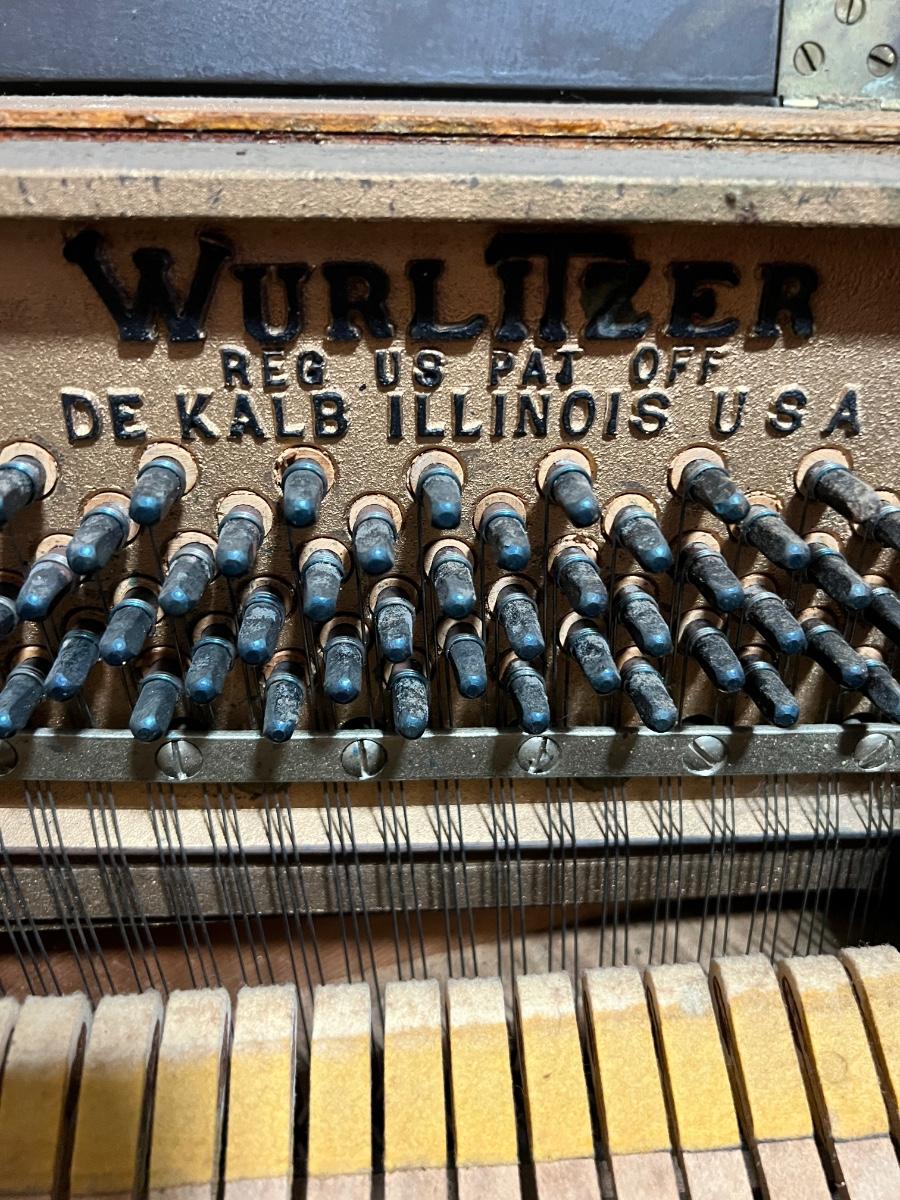 WURLITZER
REG US PAT OFF
DE KALB ILLINOIS USA